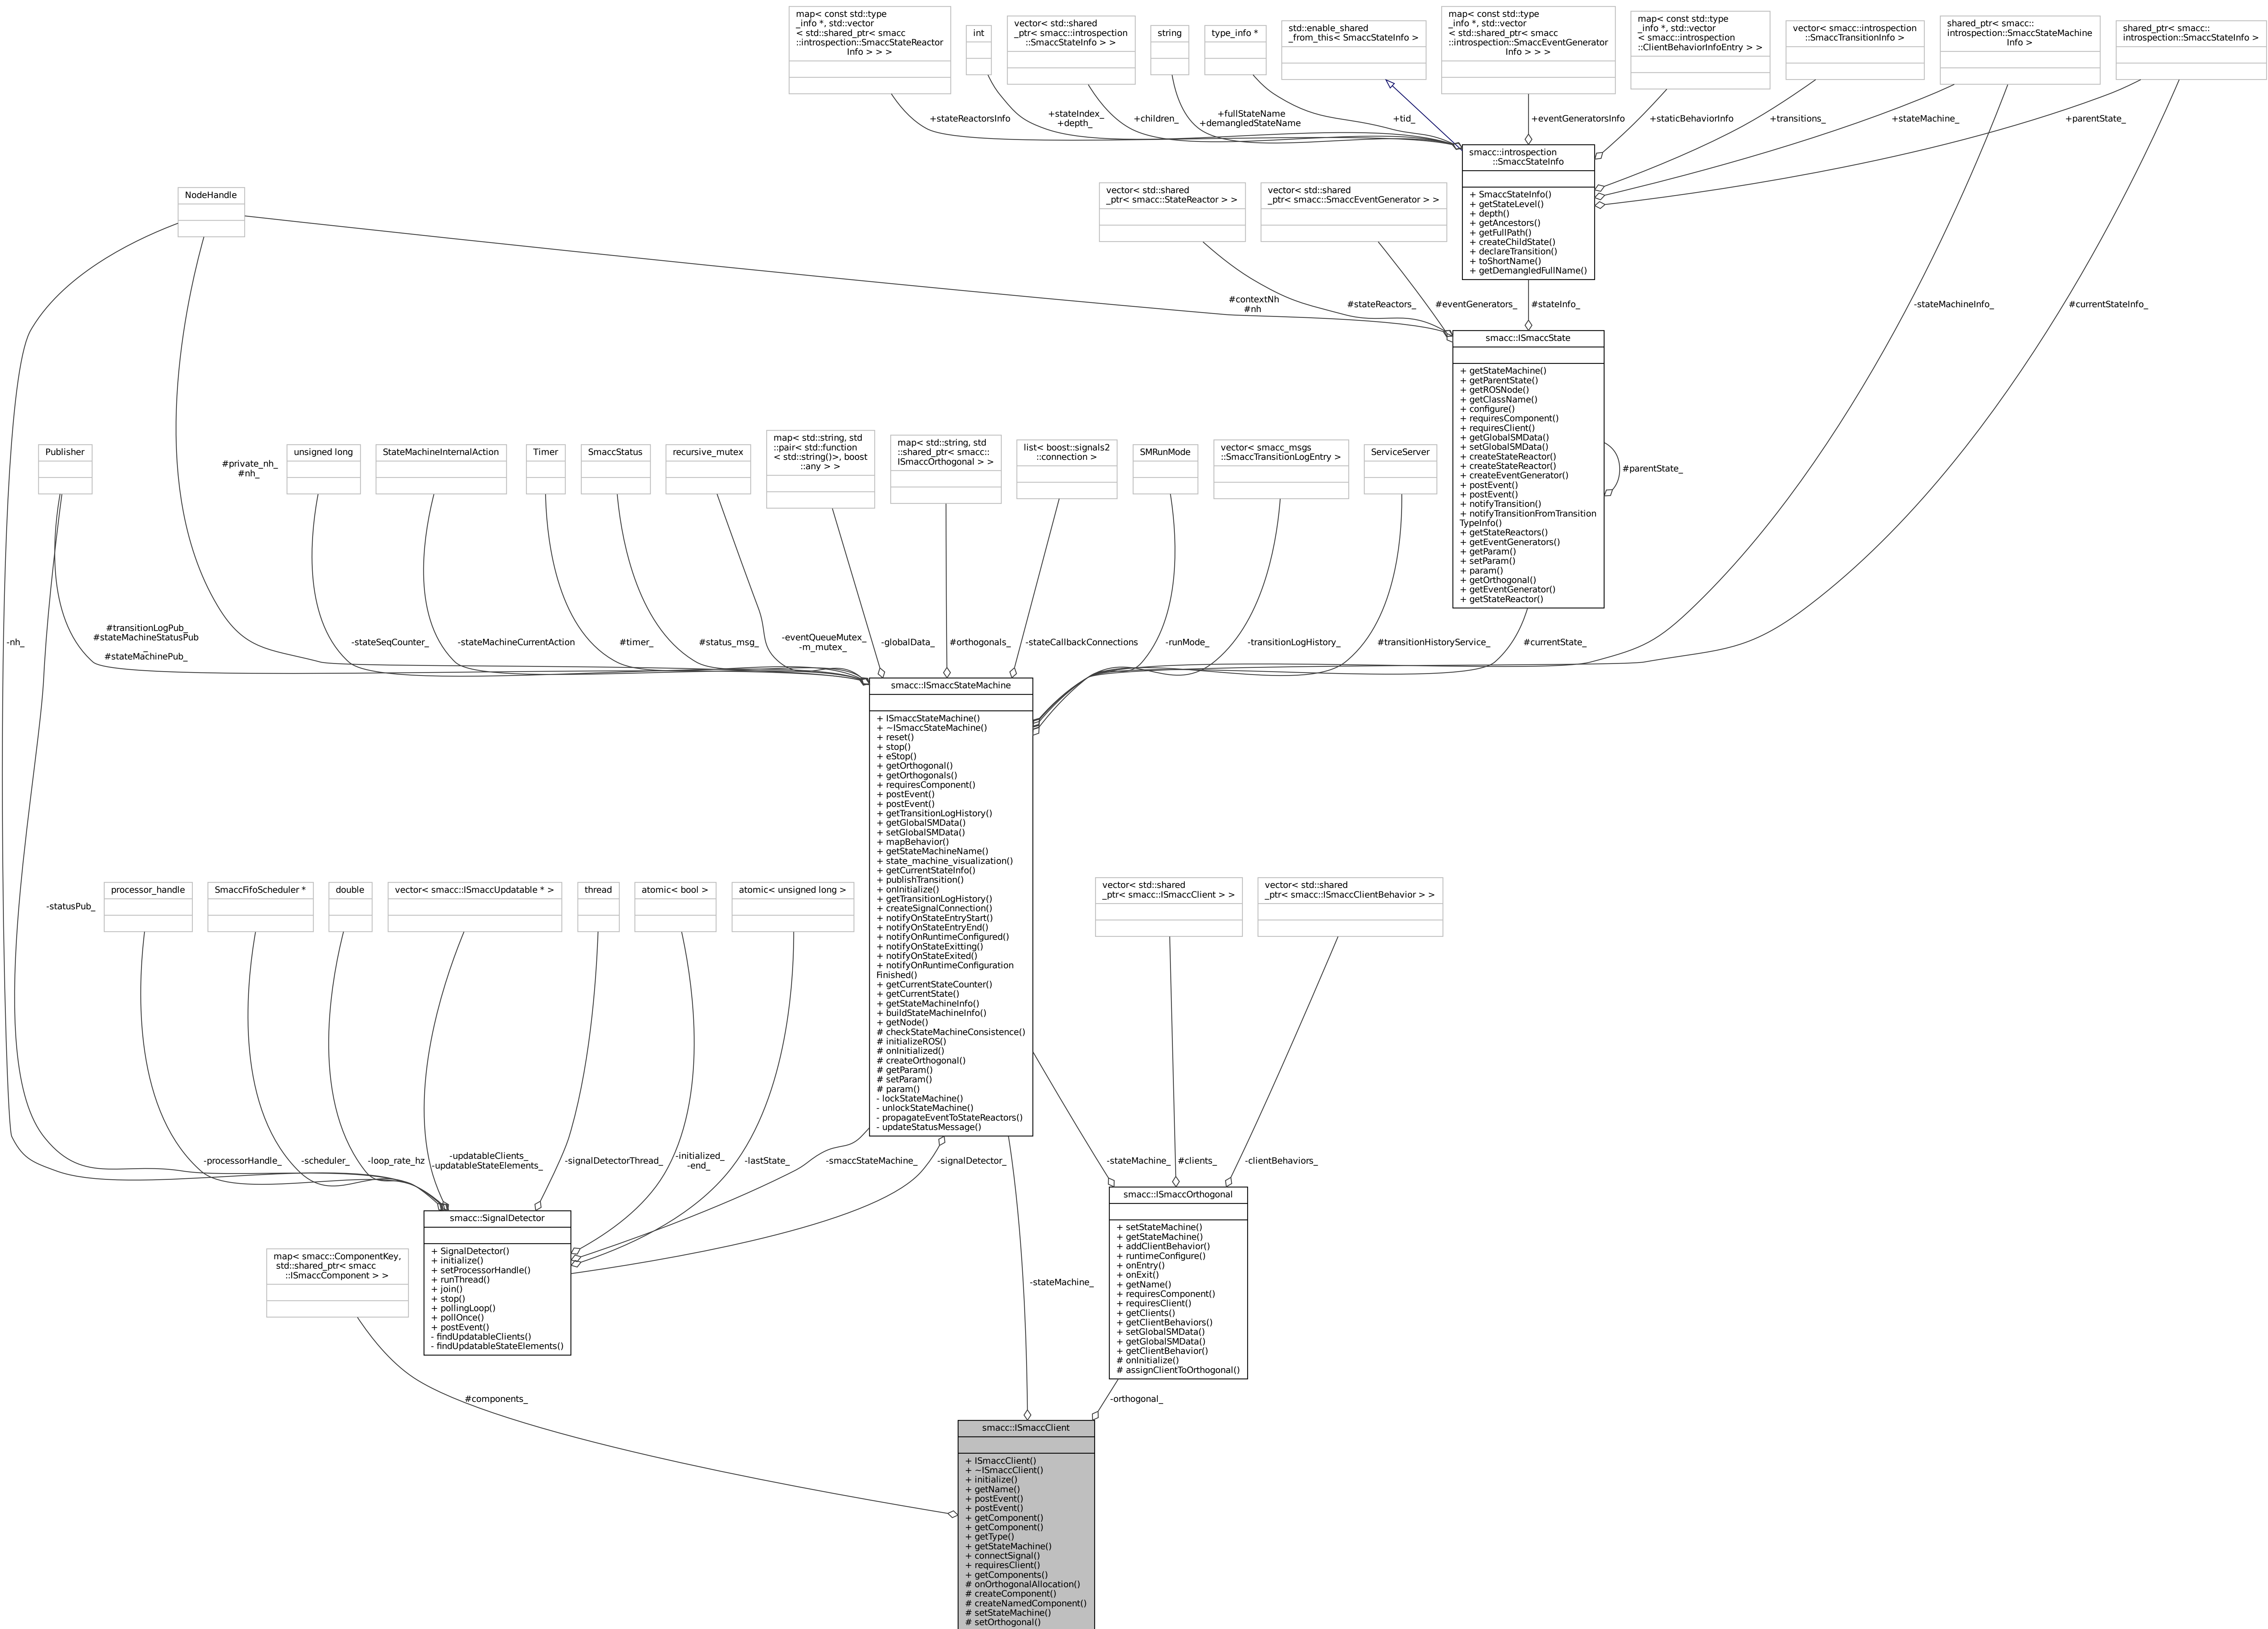 map< const std::type
_info *, std::vector
< std::shared_ptr< smacc
::introspection::SmaccStateReactor
Info > > >
int
vector< std::shared
_ptr< smacc::introspection
::SmaccStateInfo > >
string
type_info *
std::enable_shared
_from_this< SmaccStateInfo >
map< const std::type
_info *, std::vector
< std::shared_ptr< smacc
::introspection::SmaccEventGenerator
Info > > >
map< const std::type
_info *, std::vector
< smacc::introspection
::ClientBehaviorInfoEntry > >
vector< smacc::introspection
::SmaccTransitionInfo >
shared_ptr< smacc::
introspection::SmaccStateMachine
Info >
shared_ptr< smacc::
introspection::SmaccStateInfo >
+stateReactorsInfo
+stateIndex_
+depth_
+children_
+fullStateName
+demangledStateName
+tid_
+eventGeneratorsInfo
+staticBehaviorInfo
+transitions_
+stateMachine_
+parentState_
smacc::introspection
::SmaccStateInfo
+ SmaccStateInfo()
+ getStateLevel()
+ depth()
+ getAncestors()
+ getFullPath()
+ createChildState()
+ declareTransition()
+ toShortName()
+ getDemangledFullName()
NodeHandle
vector< std::shared
_ptr< smacc::StateReactor > >
vector< std::shared
_ptr< smacc::SmaccEventGenerator > >
#contextNh
#nh
#stateReactors_
#eventGenerators_
#stateInfo_
-stateMachineInfo_
#currentStateInfo_
smacc::ISmaccState
+ getStateMachine()
+ getParentState()
+ getROSNode()
+ getClassName()
+ configure()
+ requiresComponent()
+ requiresClient()
+ getGlobalSMData()
+ setGlobalSMData()
+ createStateReactor()
+ createStateReactor()
+ createEventGenerator()
+ postEvent()
+ postEvent()
+ notifyTransition()
+ notifyTransitionFromTransition
TypeInfo()
+ getStateReactors()
+ getEventGenerators()
+ getParam()
+ setParam()
+ param()
+ getOrthogonal()
+ getEventGenerator()
+ getStateReactor()
#parentState_
Publisher
#private_nh_
#nh_
unsigned long
StateMachineInternalAction
Timer
SmaccStatus
recursive_mutex
map< std::string, std
::pair< std::function
< std::string()>, boost
::any > >
map< std::string, std
::shared_ptr< smacc::
ISmaccOrthogonal > >
list< boost::signals2
::connection >
SMRunMode
vector< smacc_msgs
::SmaccTransitionLogEntry >
ServiceServer
-nh_
#transitionLogPub_
#stateMachineStatusPub
_
#stateMachinePub_
-stateSeqCounter_
-stateMachineCurrentAction
#timer_
#status_msg_
-eventQueueMutex_
-m_mutex_
-globalData_
#orthogonals_
-stateCallbackConnections
-runMode_
-transitionLogHistory_
#transitionHistoryService_
#currentState_
smacc::ISmaccStateMachine
+ ISmaccStateMachine()
+ ~ISmaccStateMachine()
+ reset()
+ stop()
+ eStop()
+ getOrthogonal()
+ getOrthogonals()
+ requiresComponent()
+ postEvent()
+ postEvent()
+ getTransitionLogHistory()
+ getGlobalSMData()
+ setGlobalSMData()
+ mapBehavior()
+ getStateMachineName()
+ state_machine_visualization()
+ getCurrentStateInfo()
+ publishTransition()
+ onInitialize()
+ getTransitionLogHistory()
+ createSignalConnection()
+ notifyOnStateEntryStart()
+ notifyOnStateEntryEnd()
+ notifyOnRuntimeConfigured()
+ notifyOnStateExitting()
+ notifyOnStateExited()
+ notifyOnRuntimeConfiguration
Finished()
+ getCurrentStateCounter()
+ getCurrentState()
+ getStateMachineInfo()
+ buildStateMachineInfo()
+ getNode()
# checkStateMachineConsistence()
# initializeROS()
# onInitialized()
# createOrthogonal()
# getParam()
# setParam()
# param()
- lockStateMachine()
- unlockStateMachine()
- propagateEventToStateReactors()
- updateStatusMessage()
-statusPub_
processor_handle
SmaccFifoScheduler *
double
vector< smacc::ISmaccUpdatable * >
thread
atomic< bool >
atomic< unsigned long >
vector< std::shared
_ptr< smacc::ISmaccClient > >
vector< std::shared
_ptr< smacc::ISmaccClientBehavior > >
-processorHandle_
-scheduler_
-loop_rate_hz
-updatableClients_
-updatableStateElements_
-signalDetectorThread_
-initialized_
-end_
-lastState_
-smaccStateMachine_
-signalDetector_
-stateMachine_
#clients_
-clientBehaviors_
smacc::SignalDetector
+ SignalDetector()
+ initialize()
+ setProcessorHandle()
+ runThread()
+ join()
+ stop()
+ pollingLoop()
+ pollOnce()
+ postEvent()
- findUpdatableClients()
- findUpdatableStateElements()
smacc::ISmaccOrthogonal
+ setStateMachine()
+ getStateMachine()
+ addClientBehavior()
+ runtimeConfigure()
+ onEntry()
+ onExit()
+ getName()
+ requiresComponent()
+ requiresClient()
+ getClients()
+ getClientBehaviors()
+ setGlobalSMData()
+ getGlobalSMData()
+ getClientBehavior()
# onInitialize()
# assignClientToOrthogonal()
map< smacc::ComponentKey,
std::shared_ptr< smacc
::ISmaccComponent > >
-stateMachine_
#components_
-orthogonal_
smacc::ISmaccClient
+ ISmaccClient()
+ ~ISmaccClient()
+ initialize()
+ getName()
+ postEvent()
+ postEvent()
+ getComponent()
+ getComponent()
+ getType()
+ getStateMachine()
+ connectSignal()
+ requiresClient()
+ getComponents()
# onOrthogonalAllocation()
# createComponent()
# createNamedComponent()
# setStateMachine()
# setOrthogonal()